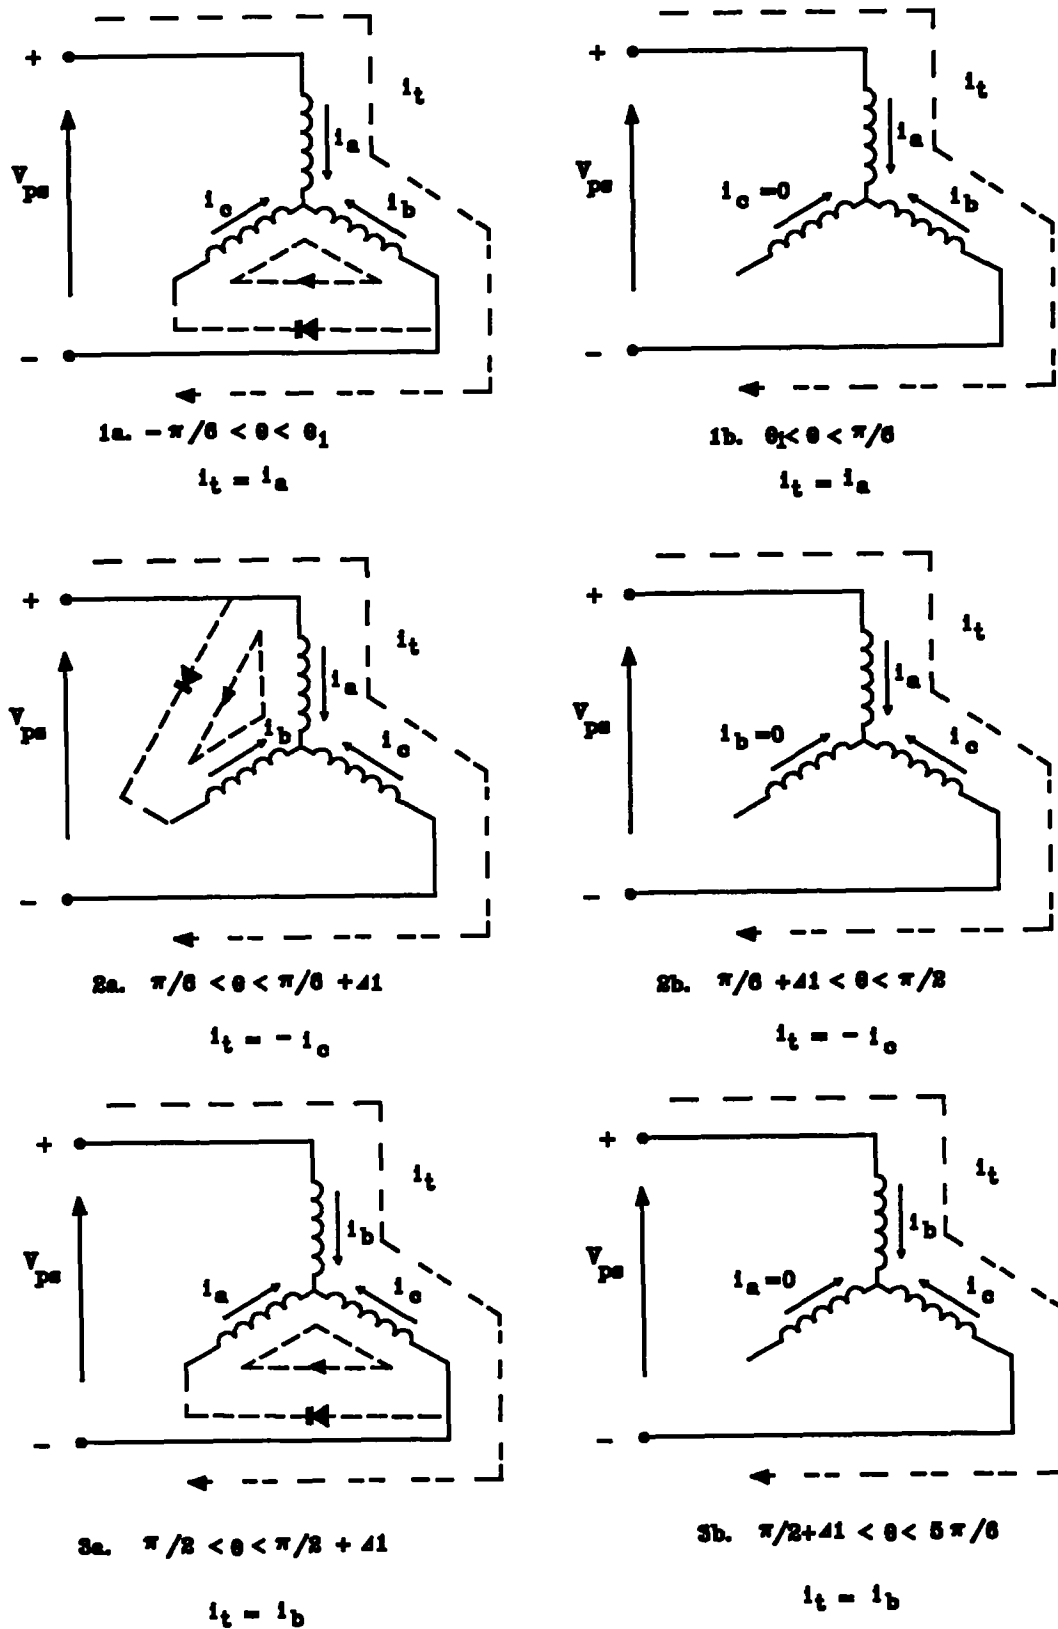 +
i_t
V_ps
i_a
i_c
i_b
−
1a. − π/6 < θ < θ₁
i_t = i_a
+
i_t
V_ps
i_a
i_c = 0
i_b
−
1b. θ₁ < θ < π/6
i_t = i_a
+
i_t
V_ps
i_a
i_b
i_c
−
2a. π/6 < θ < π/6 + Δ1
i_t = − i_c
+
i_t
V_ps
i_a
i_b = 0
i_c
−
2b. π/6 + Δ1 < θ < π/2
i_t = − i_c
+
i_t
V_ps
i_b
i_a
i_c
−
3a. π/2 < θ < π/2 + Δ1
i_t = i_b
+
i_t
V_ps
i_b
i_a = 0
i_c
−
3b. π/2 + Δ1 < θ < 5 π/6
i_t = i_b